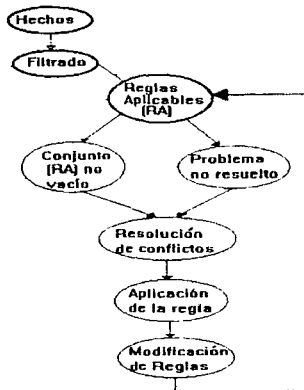 Hechos
Filtrado
Reglas
Aplicables
(RA)
Conjunto
(RA) no
vacío
Problema
no resuelto
Resolución
de conflictos
Aplicación
de la regla
Modificación
de Reglas